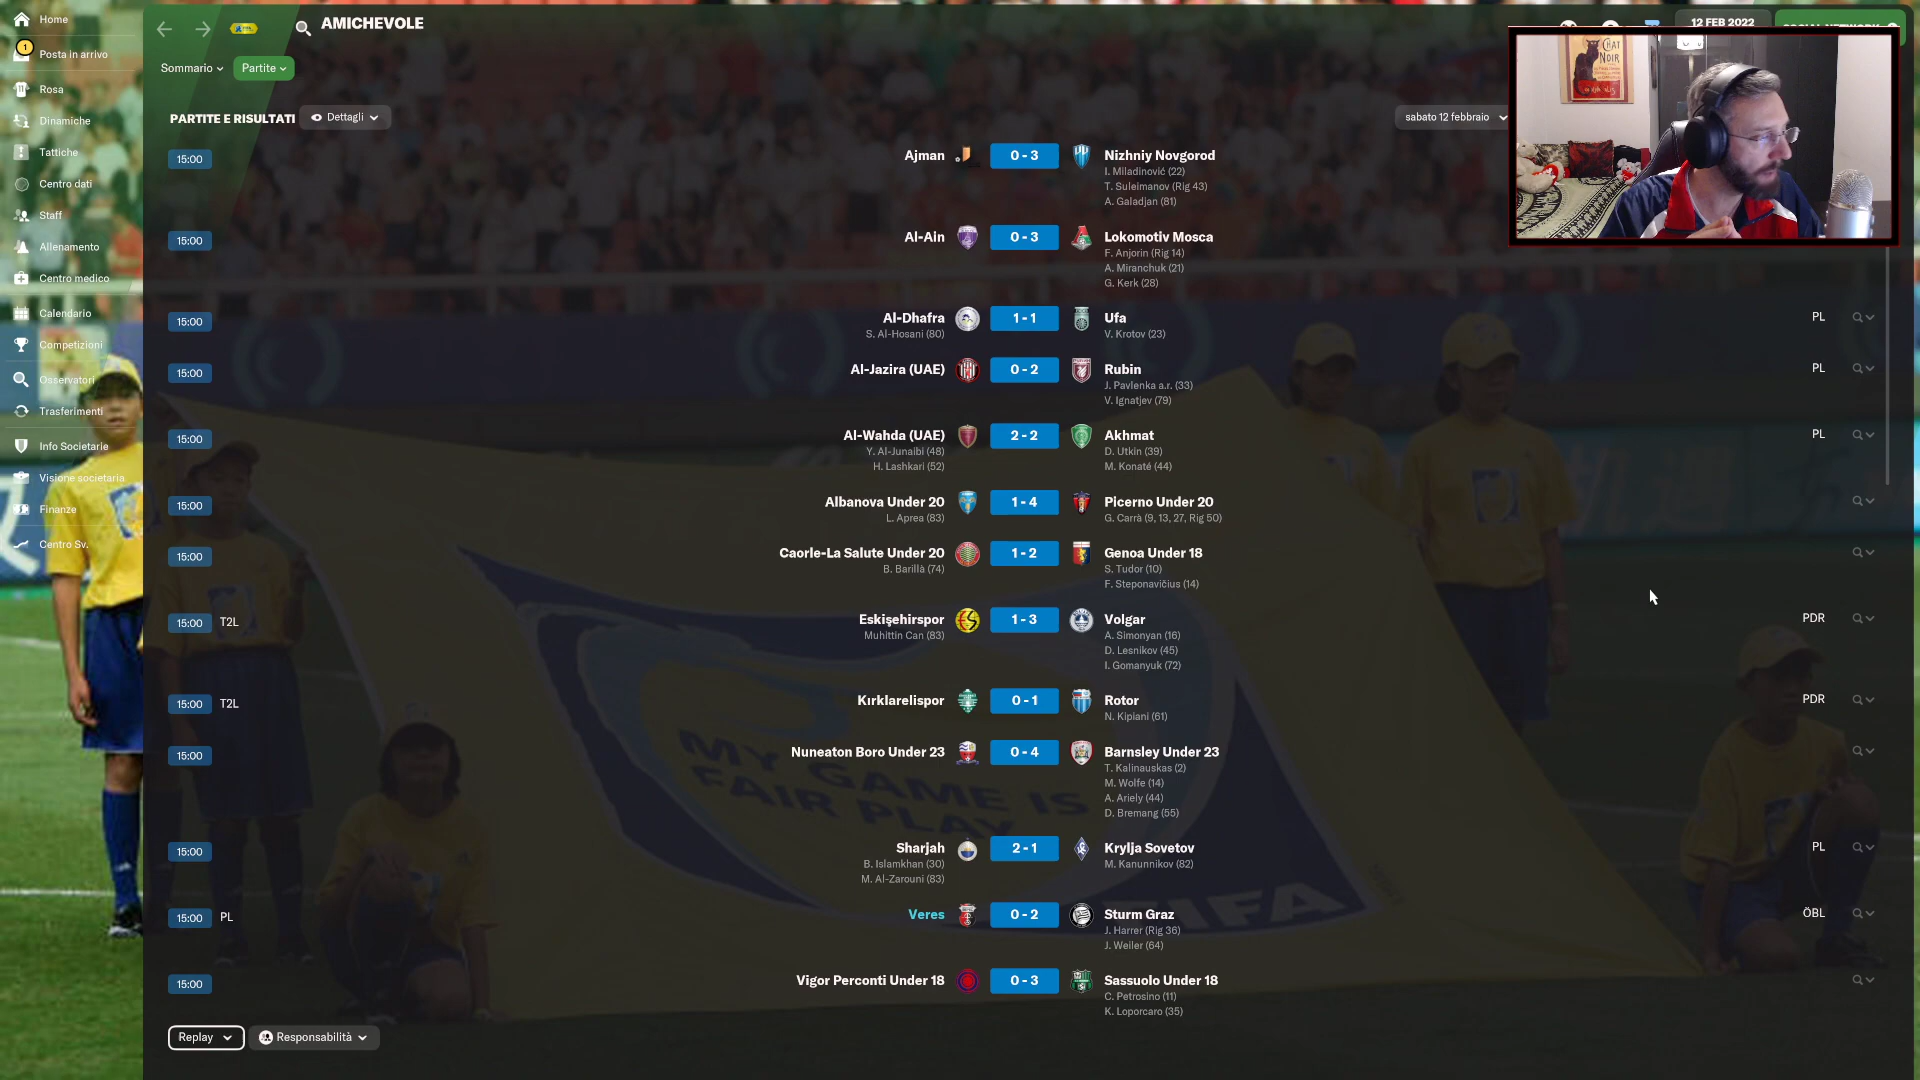 Home
1
Posta in arrivo
Rosa
Dinamiche
Tattiche
Centro dati
Staff
Allenamento
Centro medico
Calendario
Competizioni
Osservatori
Trasferimenti
Info Societarie
Visione societaria
Finanze
Centro Sv.
AMICHEVOLE
12 FEB 2022
Sommario
Partite
CHAT
NOIR
PARTITE E RISULTATI
Dettagli
sabato 12 febbraio
15:00 Ajman 0 - 3 Nizhniy Novgorod
I. Miladinović (22)
T. Suleimanov (Rig 43)
A. Galadjan (81)
15:00 Al-Ain 0 - 3 Lokomotiv Mosca
F. Anjorin (Rig 14)
A. Miranchuk (21)
G. Kerk (28)
15:00 Al-Dhafra 1 - 1 Ufa PL
S. Al-Hosani (80) V. Krotov (23)
15:00 Al-Jazira (UAE) 0 - 2 Rubin PL
J. Pavlenka a.r. (33)
V. Ignatjev (79)
15:00 Al-Wahda (UAE) 2 - 2 Akhmat PL
Y. Al-Junaibi (48) D. Utkin (39)
H. Lashkari (52) M. Konaté (44)
15:00 Albanova Under 20 1 - 4 Picerno Under 20
L. Aprea (83) G. Carrà (9, 13, 27, Rig 50)
15:00 Caorle-La Salute Under 20 1 - 2 Genoa Under 18
B. Barillà (74) S. Tudor (10)
F. Steponavičius (14)
15:00 T2L Eskişehirspor 1 - 3 Volgar PDR
Muhittin Can (83) A. Simonyan (16)
D. Lesnikov (45)
I. Gomanyuk (72)
15:00 T2L Kırklarelispor 0 - 1 Rotor PDR
N. Kipiani (61)
15:00 Nuneaton Boro Under 23 0 - 4 Barnsley Under 23
T. Kalinauskas (2)
M. Wolfe (14)
A. Ariely (44)
D. Bremang (55)
15:00 Sharjah 2 - 1 Krylja Sovetov PL
B. Islamkhan (30) M. Kanunnikov (82)
M. Al-Zarouni (83)
15:00 PL Veres 0 - 2 Sturm Graz ÖBL
J. Harrer (Rig 36)
J. Weiler (64)
15:00 Vigor Perconti Under 18 0 - 3 Sassuolo Under 18
C. Petrosino (11)
K. Loporcaro (35)
MY GAME IS
FAIR PLAY
FIFA
Replay
Responsabilità